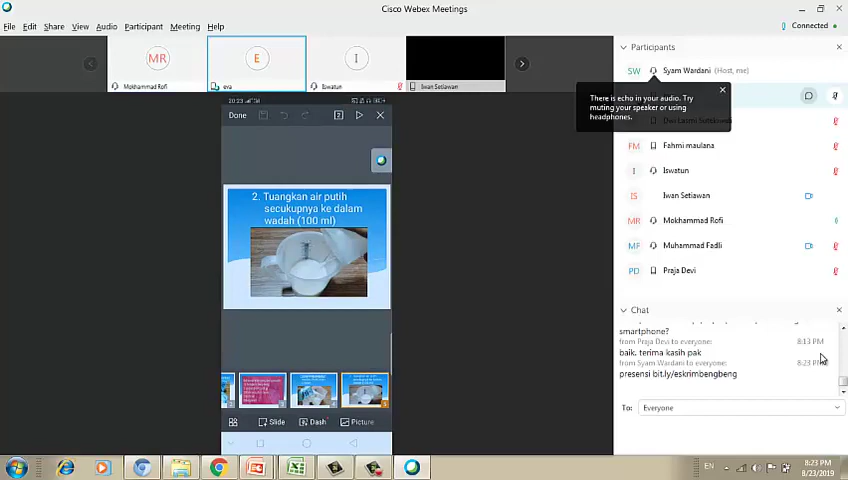 Cisco Webex Meetings
File Edit Share View Audio Participant Meeting Help
Connected
MR
Mokhammad Rofi
E
eva
I
Iswatun
Iwan Setiawan
Participants
SW Syam Wardani (Host, me)
There is echo in your audio. Try
muting your speaker or using
headphones.
FM Fahmi maulana
I Iswatun
IS Iwan Setiawan
MR Mokhammad Rofi
MF Muhammad Fadli
PD Praja Devi
20:23
Done
2
2. Tuangkan air putih
secukupnya ke dalam
wadah (100 ml)
Slide Dash Picture
Chat
smartphone?
from Praja Devi to everyone: 8:13 PM
baik. terima kasih pak
from Syam Wardani to everyone: 8:23 PM
presensi bit.ly/eskrimbengbeng
To: Everyone
EN
8:23 PM
8/23/2019